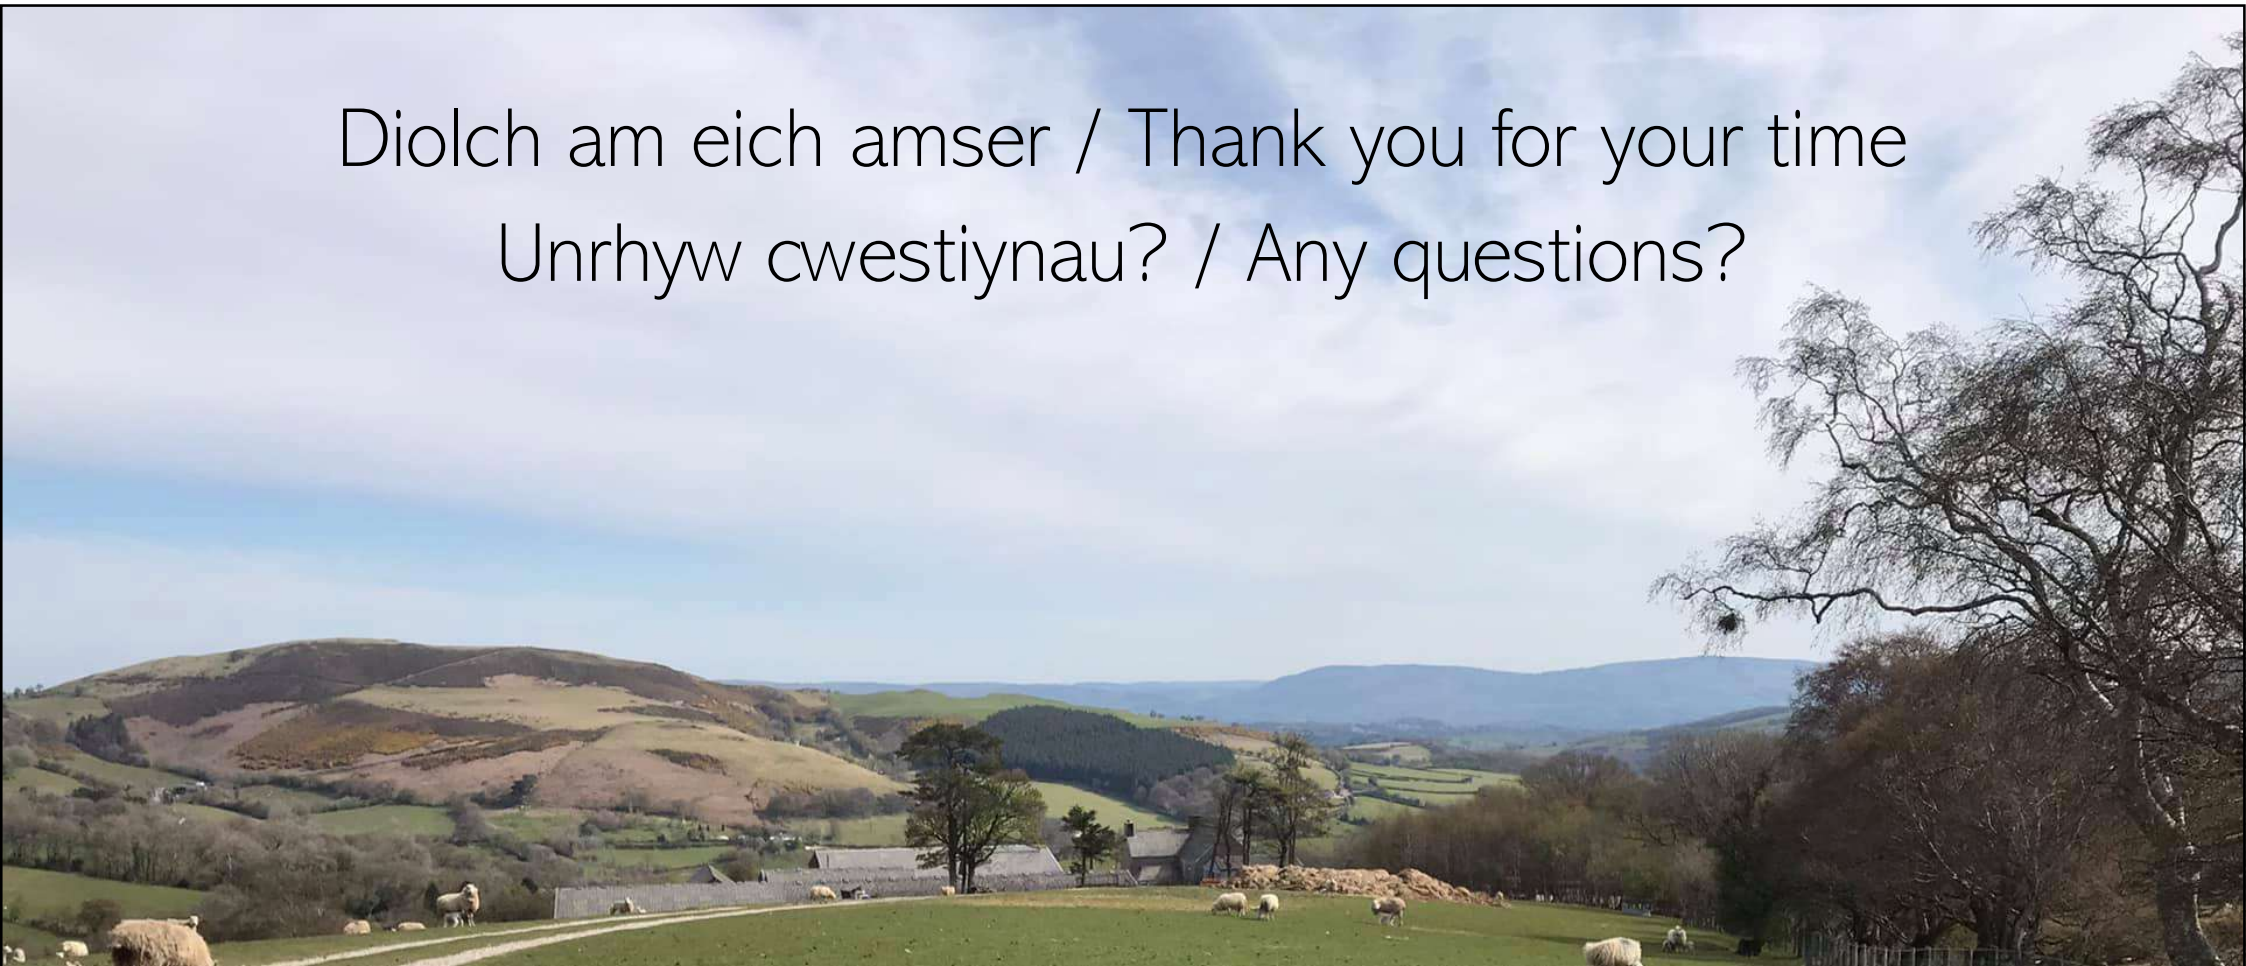 Diolch am eich amser / Thank you for your time
Unrhyw cwestiynau? / Any questions?